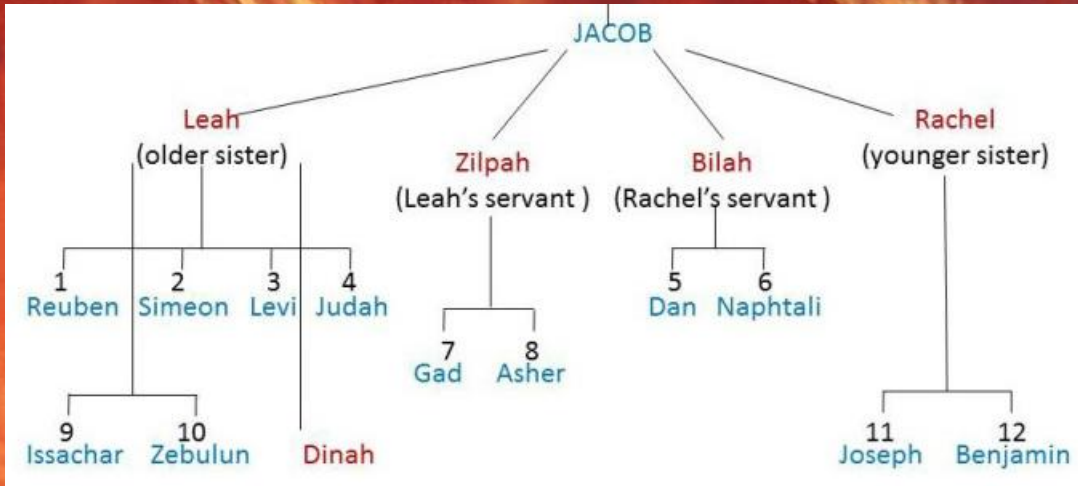 JACOB
Leah
(older sister)
Zilpah
(Leah's servant )
Bilah
(Rachel's servant )
Rachel
(younger sister)
1 2 3 4
Reuben Simeon Levi Judah
5 6
Dan Naphtali
7 8
Gad Asher
9 10
Issachar Zebulun Dinah
11 12
Joseph Benjamin